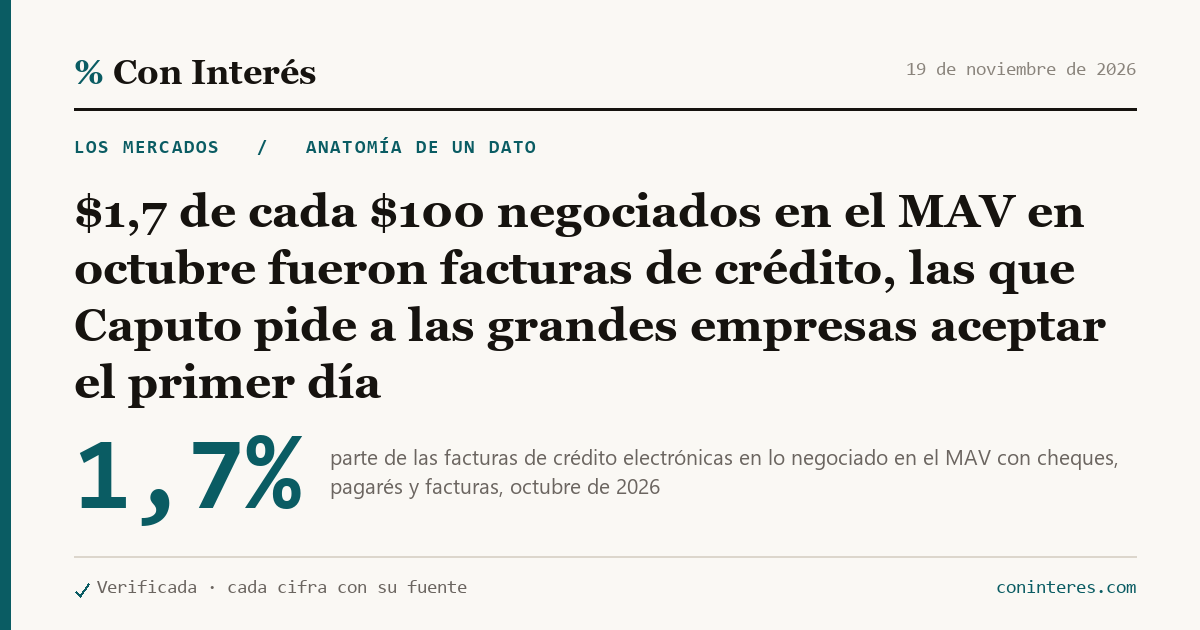 % Con Interés
19 de noviembre de 2026
LOS MERCADOS / ANATOMÍA DE UN DATO
$1,7 de cada $100 negociados en el MAV en
octubre fueron facturas de crédito, las que
Caputo pide a las grandes empresas aceptar
el primer día
1,7%
parte de las facturas de crédito electrónicas en lo negociado en el MAV con cheques,
pagarés y facturas, octubre de 2026
✓ Verificada · cada cifra con su fuente
coninteres.com